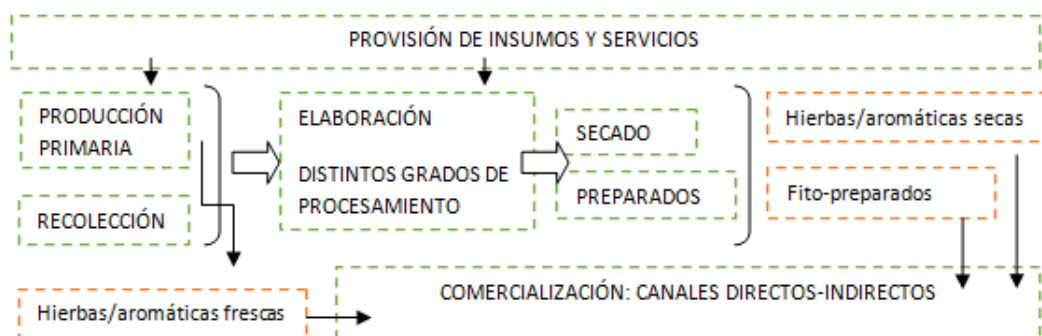 PROVISIÓN DE INSUMOS Y SERVICIOS
PRODUCCIÓN
PRIMARIA
RECOLECCIÓN
ELABORACIÓN
DISTINTOS GRADOS DE
PROCESAMIENTO
SECADO
PREPARADOS
Hierbas/aromáticas secas
Fito-preparados
Hierbas/aromáticas frescas
COMERCIALIZACIÓN: CANALES DIRECTOS-INDIRECTOS